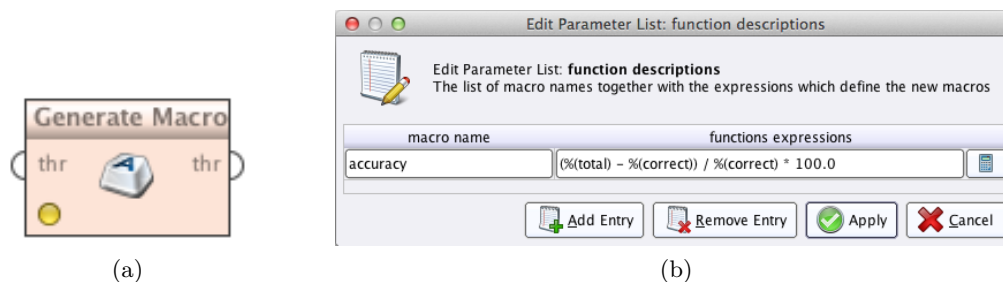 Generate Macro
thr thr
(a)
Edit Parameter List: function descriptions
Edit Parameter List: function descriptions
The list of macro names together with the expressions which define the new macros
macro name functions expressions
accuracy (%(total) – %(correct)) / %(correct) * 100.0
Add Entry Remove Entry Apply Cancel
(b)